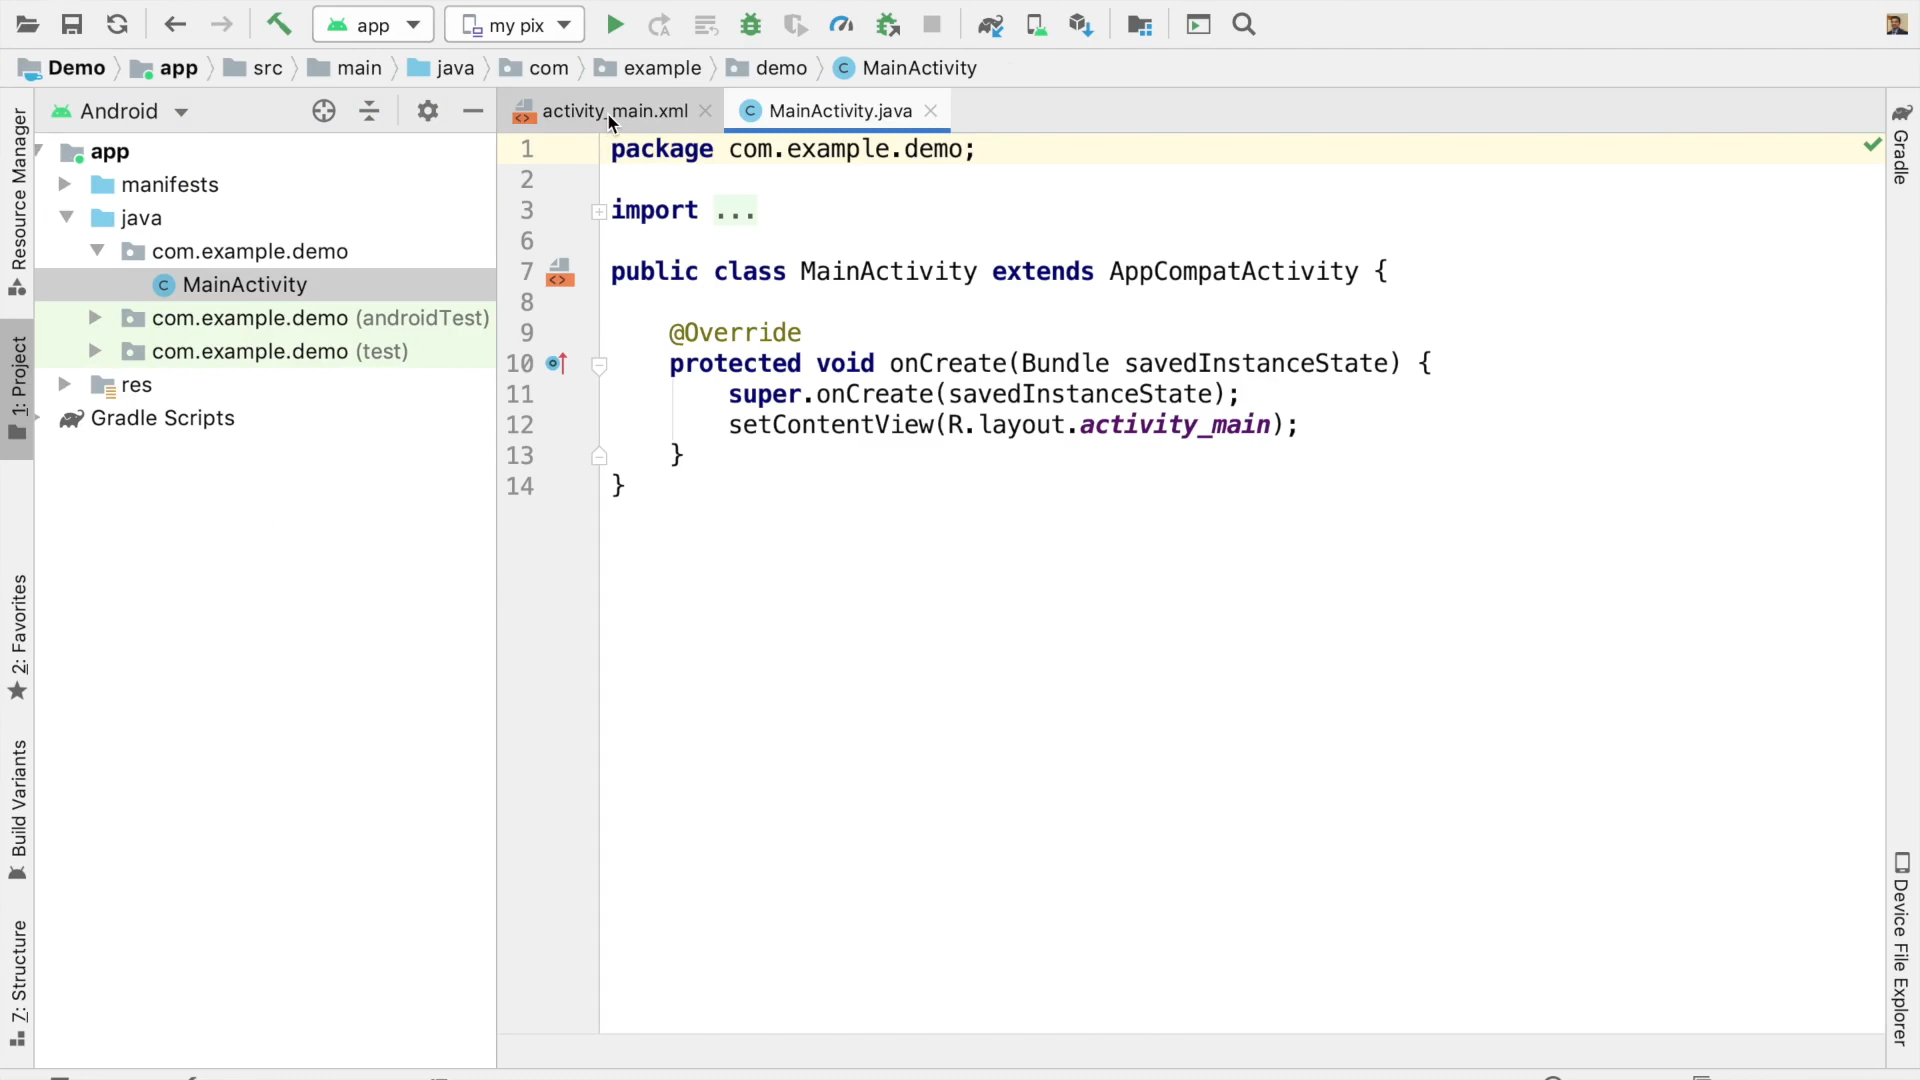 app
my pix
Demo
app
src
main
java
com
example
demo
MainActivity
Android
activity_main.xml
MainActivity.java
app
manifests
java
com.example.demo
MainActivity
com.example.demo (androidTest)
com.example.demo (test)
res
Gradle Scripts
Resource Manager
1: Project
2: Favorites
Build Variants
7: Structure
1 package com.example.demo;
2
3 import ...
6
7 public class MainActivity extends AppCompatActivity {
8
9 @Override
10 protected void onCreate(Bundle savedInstanceState) {
11 super.onCreate(savedInstanceState);
12 setContentView(R.layout.activity_main);
13 }
14 }
Gradle
Device File Explorer